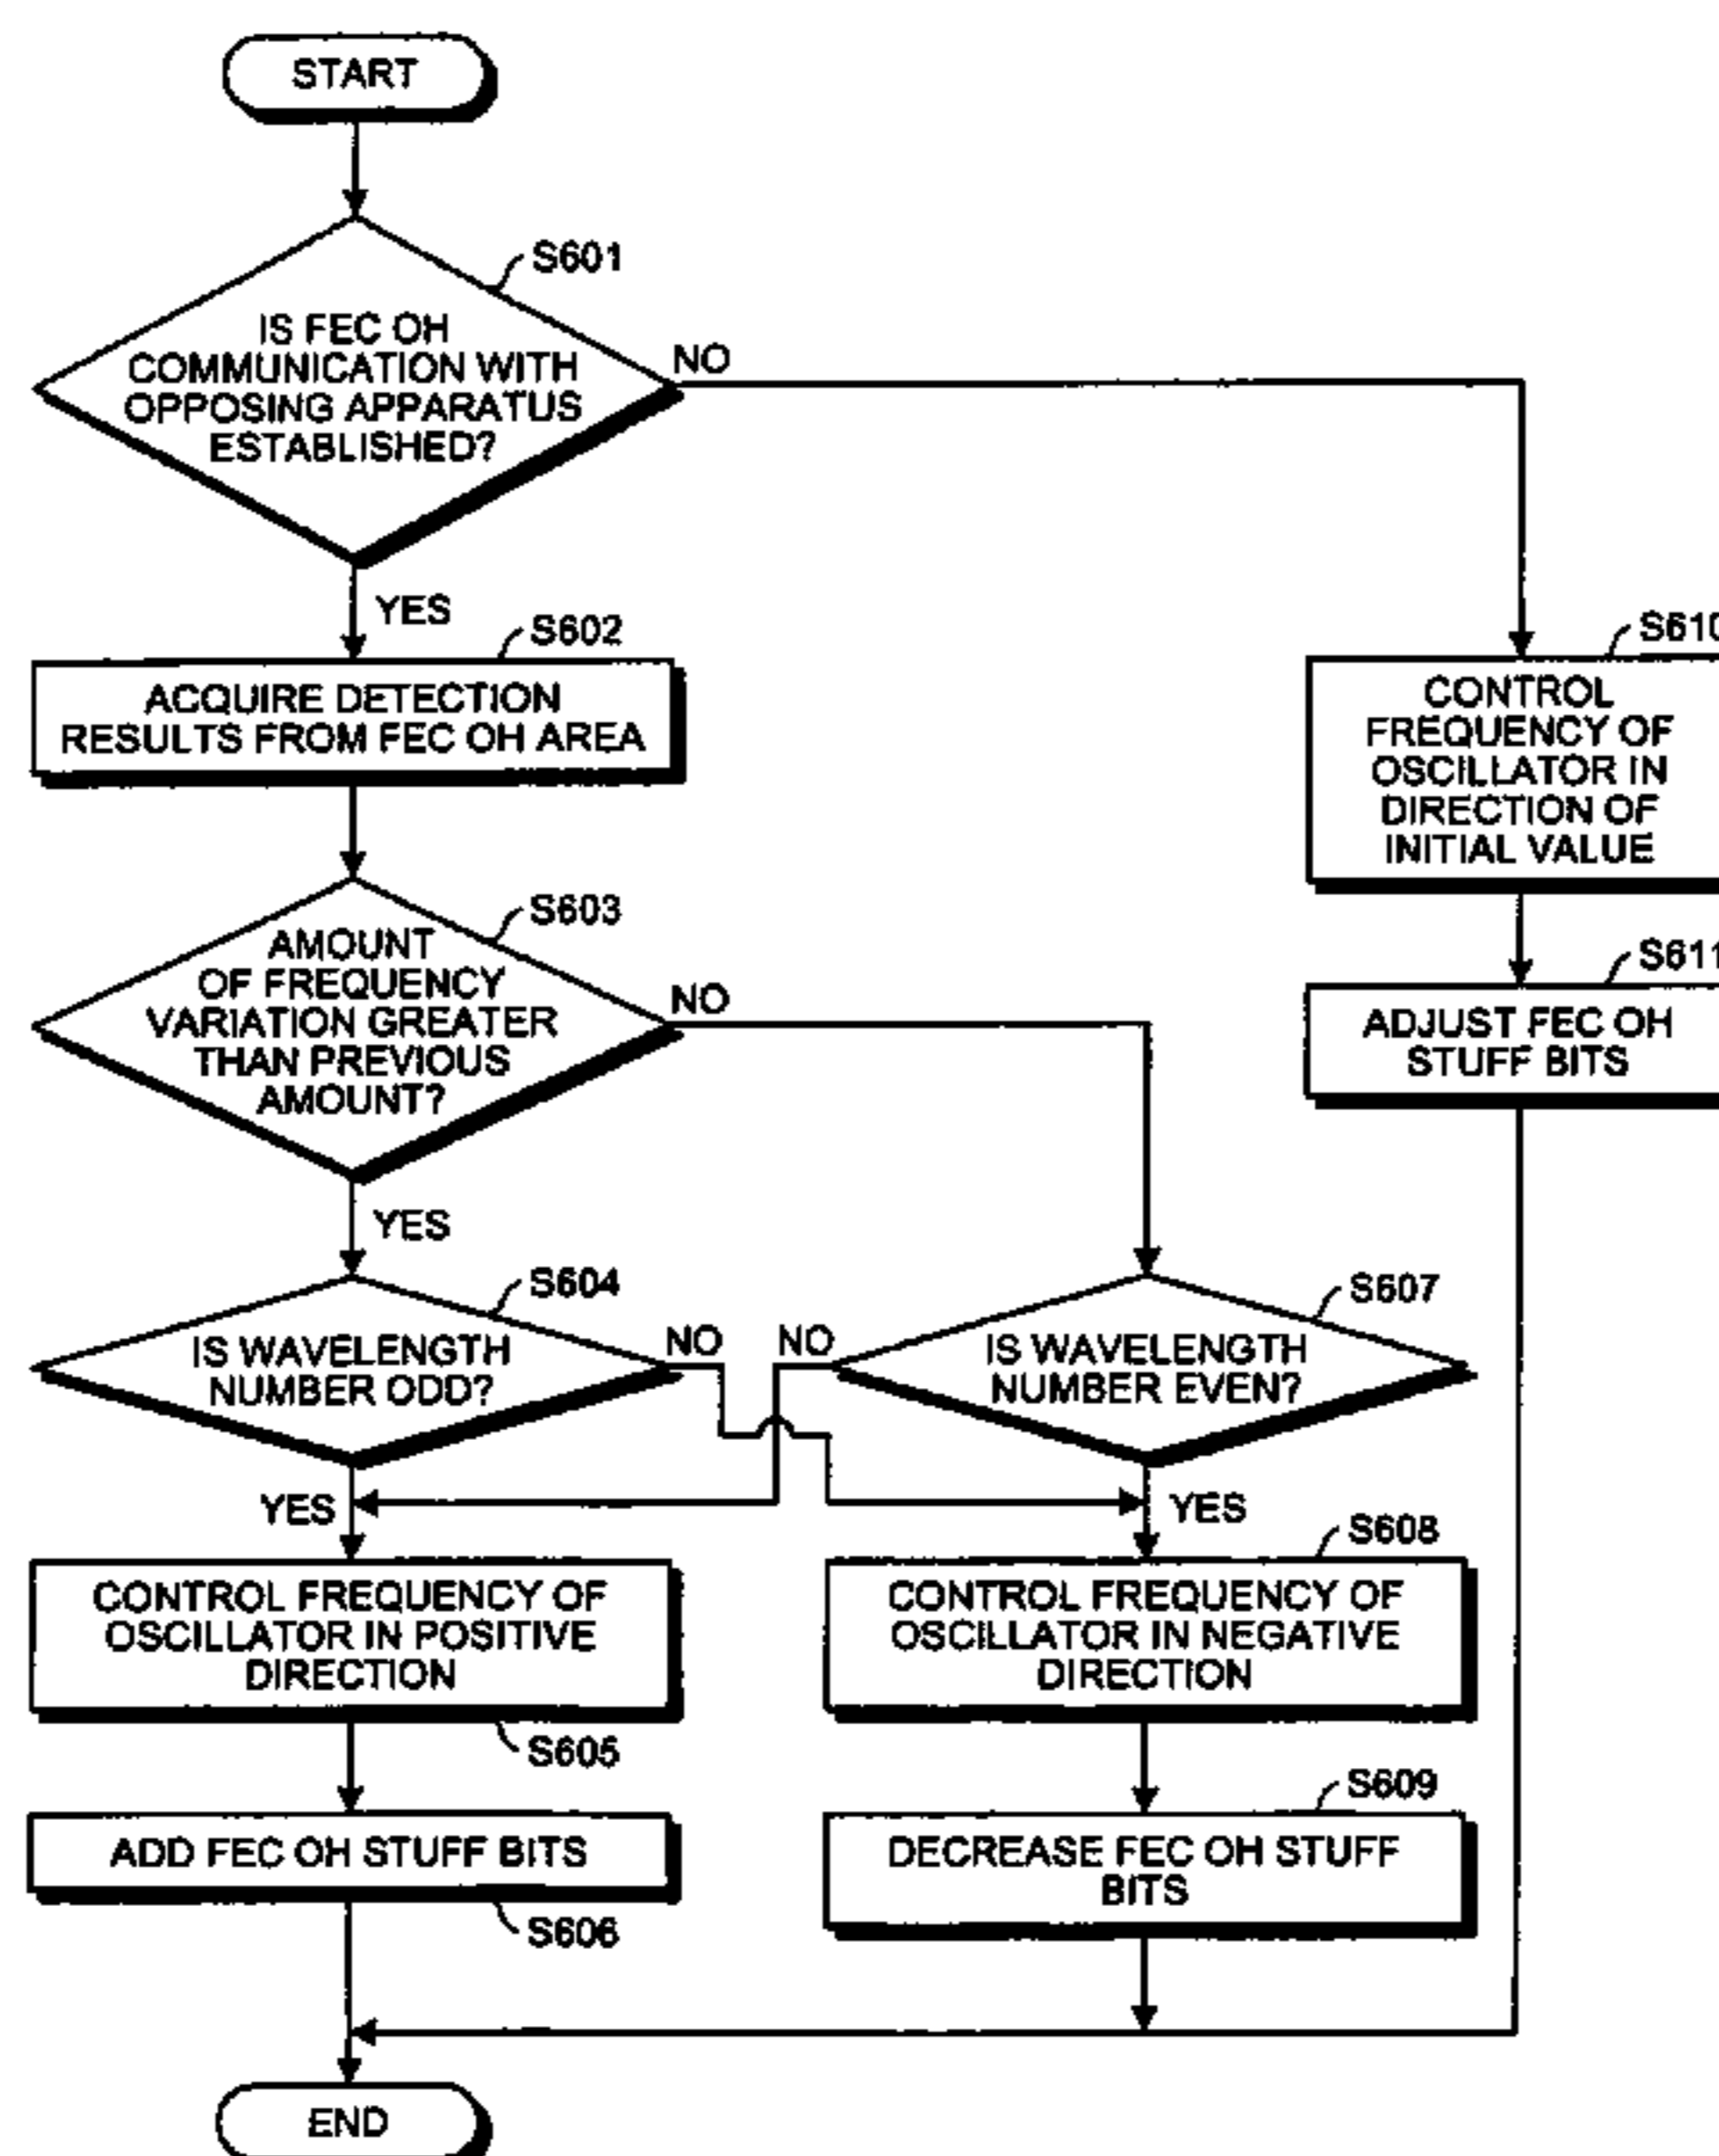 START
S601
IS FEC OH
COMMUNICATION WITH
OPPOSING APPARATUS
ESTABLISHED?
NO
YES
S602
ACQUIRE DETECTION
RESULTS FROM FEC OH AREA
S610
CONTROL
FREQUENCY OF
OSCILLATOR IN
DIRECTION OF
INITIAL VALUE
S603
AMOUNT
OF FREQUENCY
VARIATION GREATER
THAN PREVIOUS
AMOUNT?
NO
S611
ADJUST FEC OH
STUFF BITS
YES
S604
IS WAVELENGTH
NUMBER ODD?
NO
NO
S607
IS WAVELENGTH
NUMBER EVEN?
YES
YES
CONTROL FREQUENCY OF
OSCILLATOR IN POSITIVE
DIRECTION
S605
S608
CONTROL FREQUENCY OF
OSCILLATOR IN NEGATIVE
DIRECTION
ADD FEC OH STUFF BITS
S606
S609
DECREASE FEC OH STUFF
BITS
END